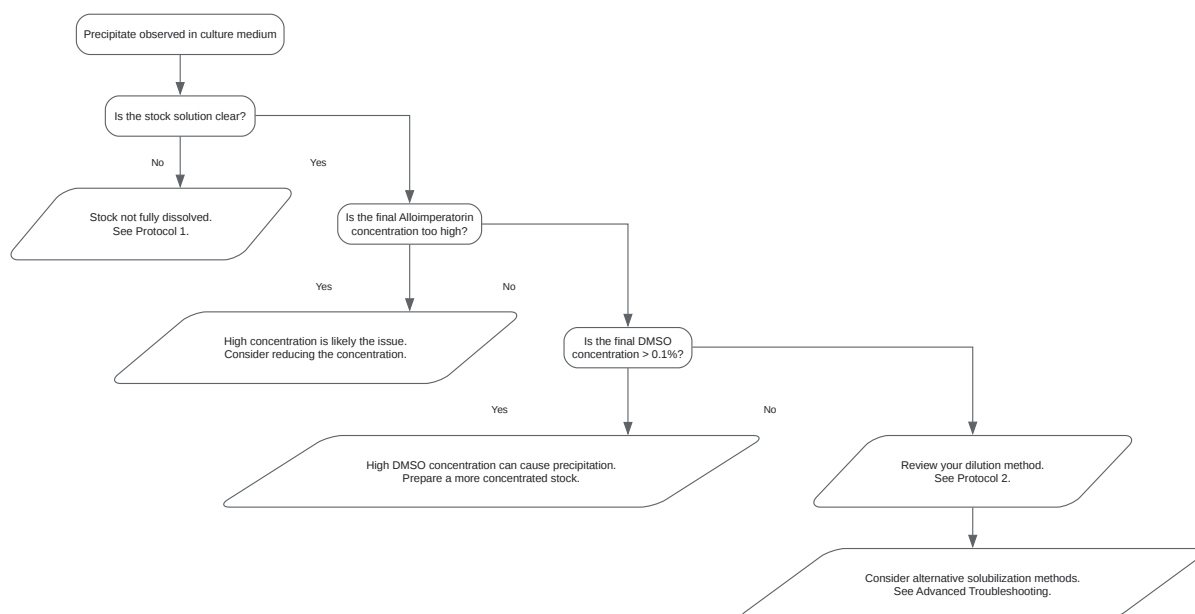 Precipitate observed in culture medium
Is the stock solution clear?
No
Yes
Stock not fully dissolved.
See Protocol 1.
Is the final Alloimperatorin
concentration too high?
Yes
No
High concentration is likely the issue.
Consider reducing the concentration.
Is the final DMSO
concentration > 0.1%?
Yes
No
High DMSO concentration can cause precipitation.
Prepare a more concentrated stock.
Review your dilution method.
See Protocol 2.
Consider alternative solubilization methods.
See Advanced Troubleshooting.